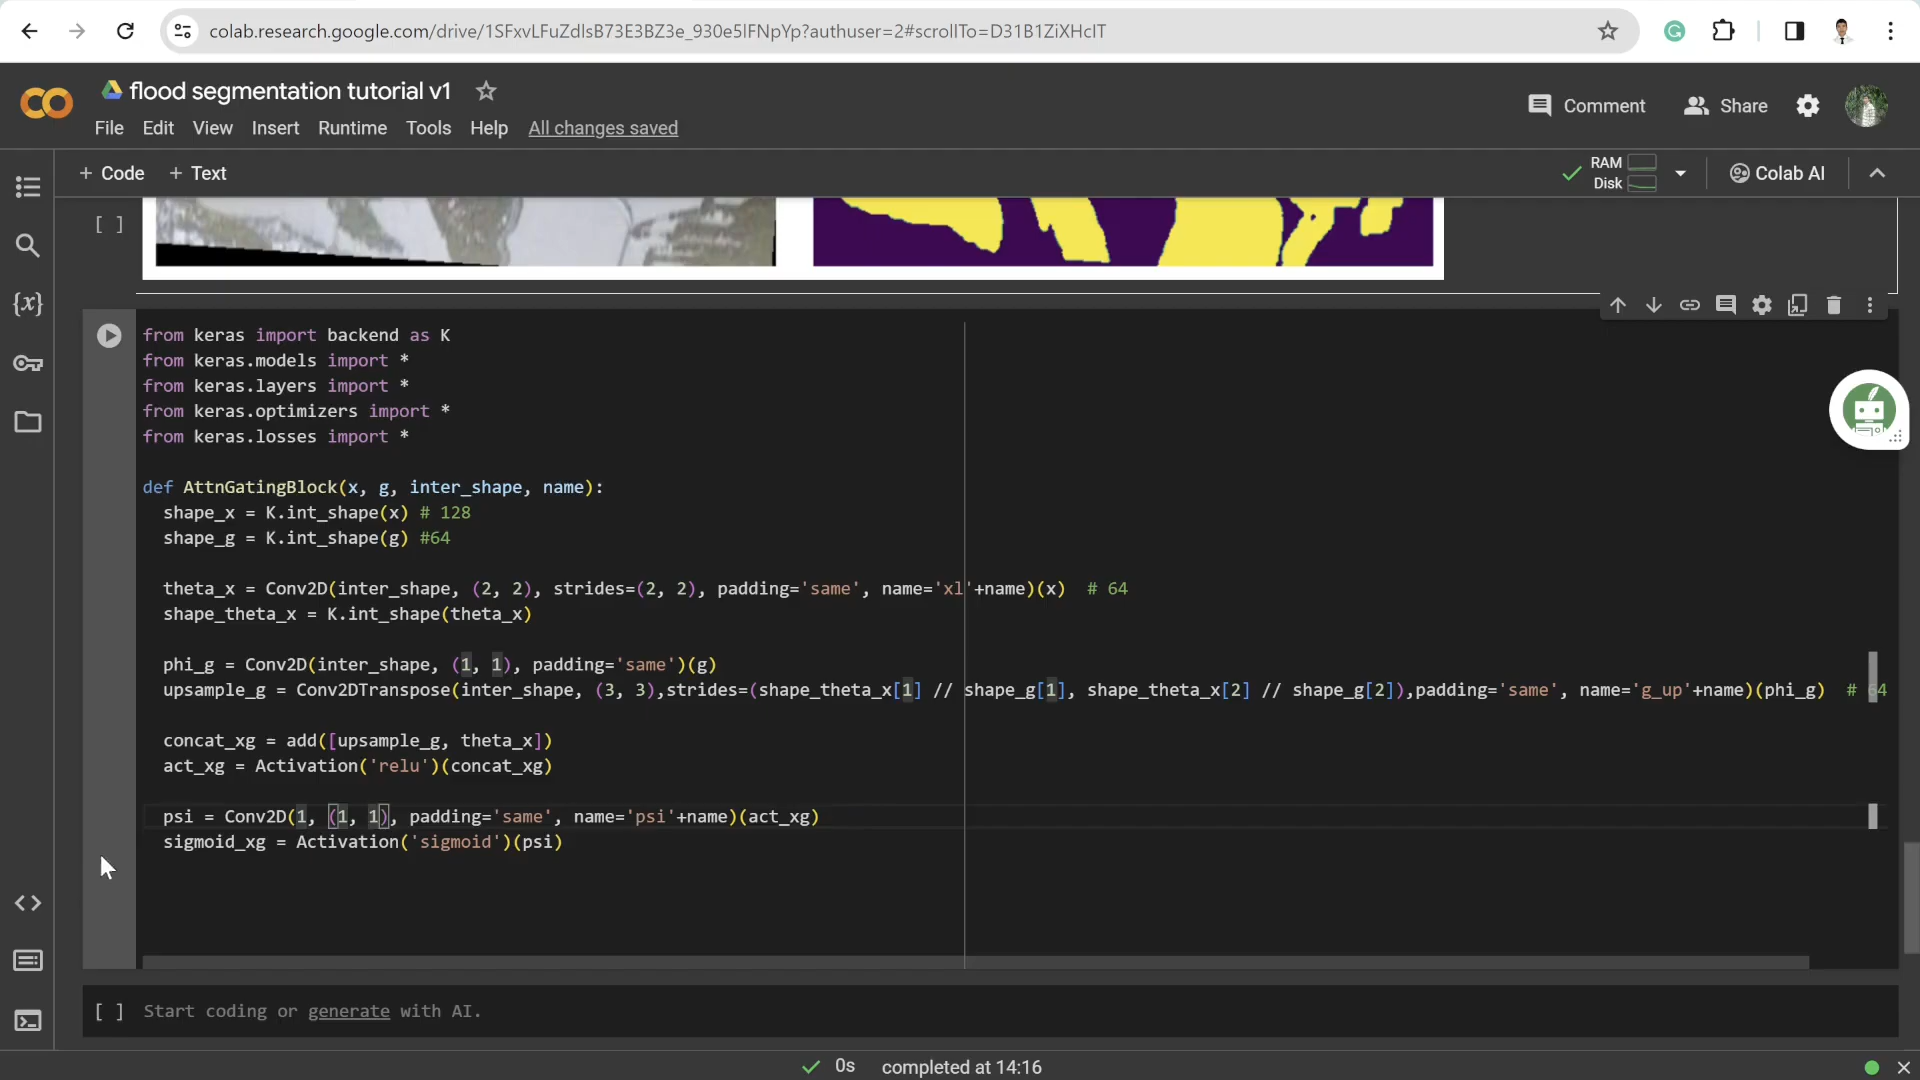 colab.research.google.com/drive/1SFxvLFuZdlsB73E3BZ3e_930e5lFNpYp?authuser=2#scrollTo=D31B1ZiXHcIT
flood segmentation tutorial v1
Comment
Share
File Edit View Insert Runtime Tools Help All changes saved
+ Code + Text
RAM
Disk
Colab AI
[ ]
{x}
from keras import backend as K
from keras.models import *
from keras.layers import *
from keras.optimizers import *
from keras.losses import *
def AttnGatingBlock(x, g, inter_shape, name):
shape_x = K.int_shape(x) # 128
shape_g = K.int_shape(g) #64
theta_x = Conv2D(inter_shape, (2, 2), strides=(2, 2), padding='same', name='xl'+name)(x) # 64
shape_theta_x = K.int_shape(theta_x)
phi_g = Conv2D(inter_shape, (1, 1), padding='same')(g)
upsample_g = Conv2DTranspose(inter_shape, (3, 3),strides=(shape_theta_x[1] // shape_g[1], shape_theta_x[2] // shape_g[2]),padding='same', name='g_up'+name)(phi_g) # 64
concat_xg = add([upsample_g, theta_x])
act_xg = Activation('relu')(concat_xg)
psi = Conv2D(1, (1, 1), padding='same', name='psi'+name)(act_xg)
sigmoid_xg = Activation('sigmoid')(psi)
[ ] Start coding or generate with AI.
0s completed at 14:16